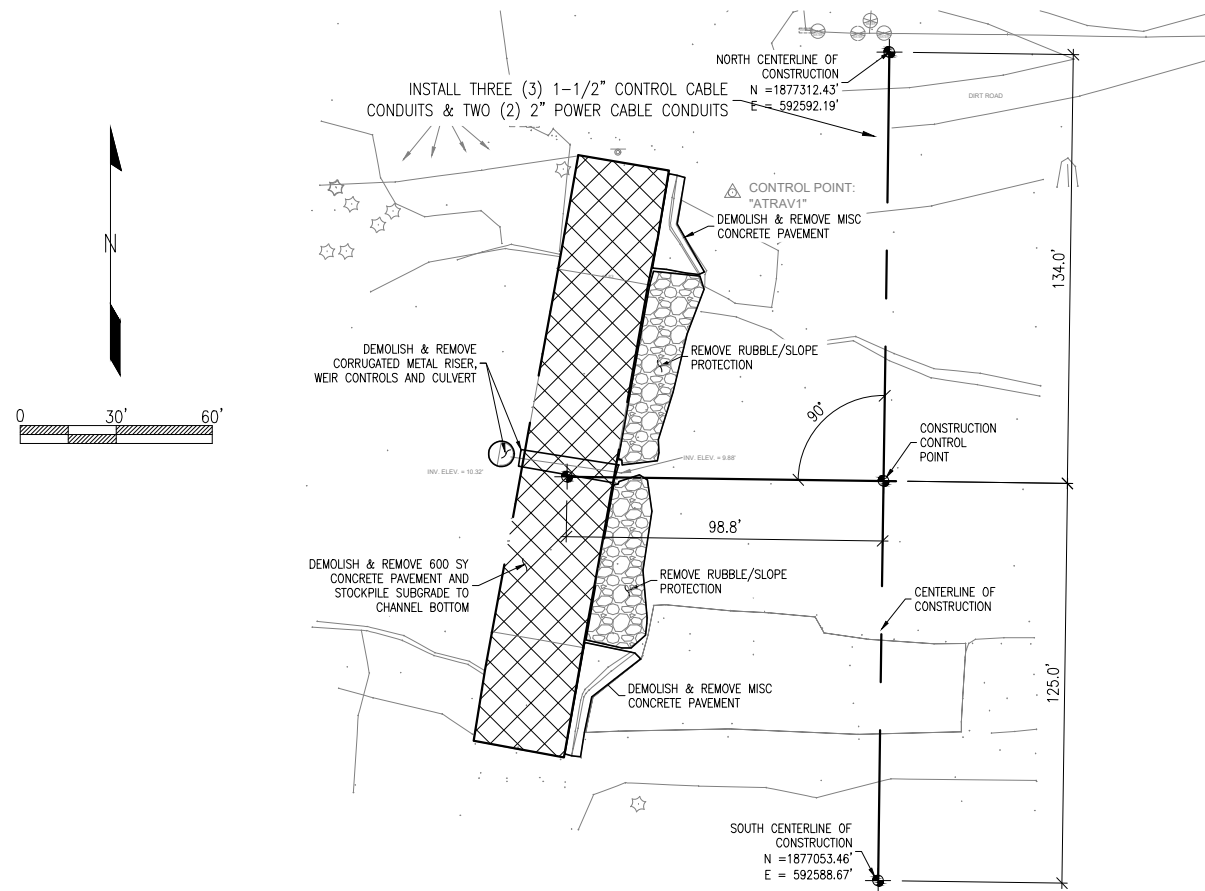 NORTH CENTERLINE OF
CONSTRUCTION
N =1877312.43'
E = 592592.19'
INSTALL THREE (3) 1-1/2" CONTROL CABLE
CONDUITS & TWO (2) 2" POWER CABLE CONDUITS
DIRT ROAD
CONTROL POINT:
"ATRAV1"
DEMOLISH & REMOVE MISC
CONCRETE PAVEMENT
N
134.0'
DEMOLISH & REMOVE
CORRUGATED METAL RISER,
WEIR CONTROLS AND CULVERT
REMOVE RUBBLE/SLOPE
PROTECTION
0 30' 60'
90°
CONSTRUCTION
CONTROL
POINT
INV. ELEV. = 10.32'
INV. ELEV. = 9.88'
98.8'
DEMOLISH & REMOVE 600 SY
CONCRETE PAVEMENT AND
STOCKPILE SUBGRADE TO
CHANNEL BOTTOM
REMOVE RUBBLE/SLOPE
PROTECTION
CENTERLINE OF
CONSTRUCTION
125.0'
DEMOLISH & REMOVE MISC
CONCRETE PAVEMENT
SOUTH CENTERLINE OF
CONSTRUCTION
N =1877053.46'
E = 592588.67'